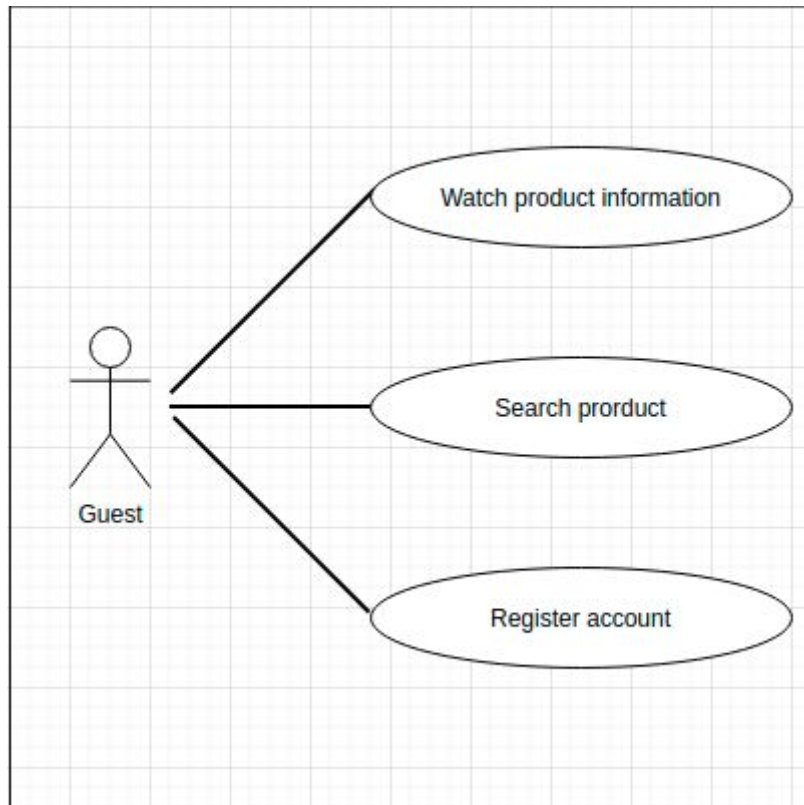 Watch product information
Search prorduct
Guest
Register account